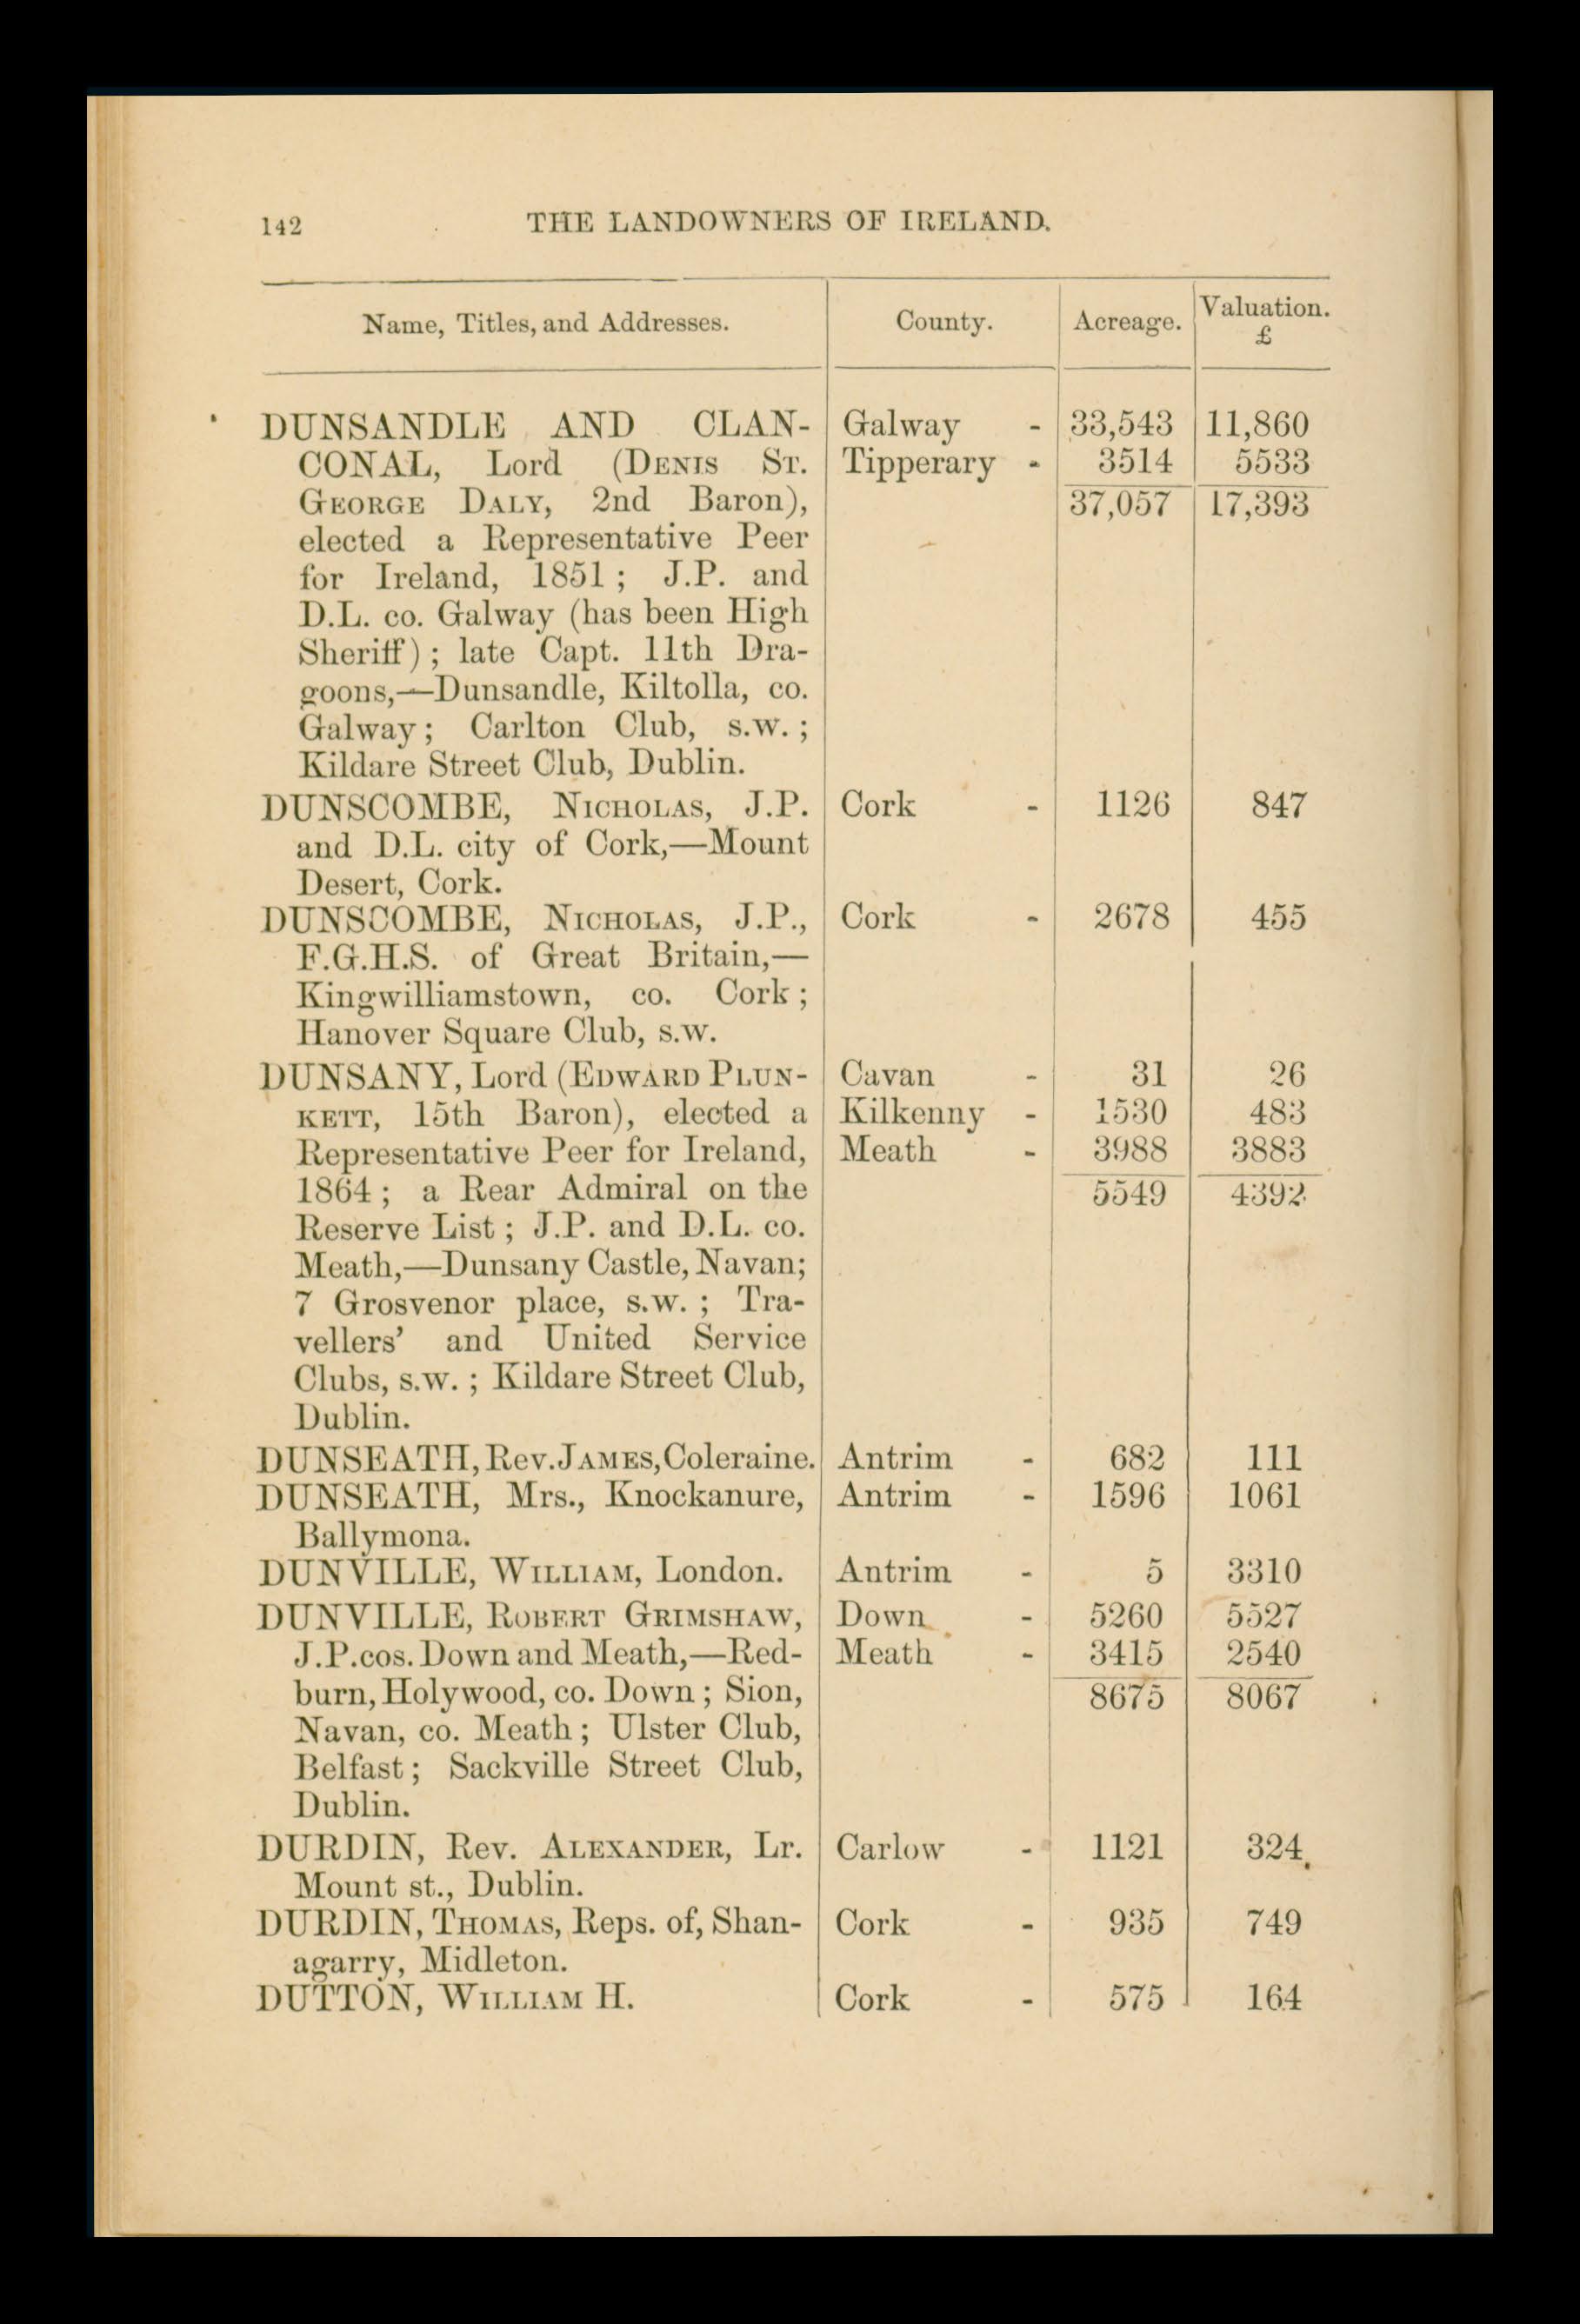 142 THE LANDOWNERS OF IRELAND.
Name, Titles, and Addresses. County. Acreage. Valuation. £
DUNSANDLE AND CLAN- Galway - 33,543 11,860
CONAL, Lord (DENIS ST. Tipperary - 3514 5533
GEORGE DALY, 2nd Baron), 37,057 17,393
elected a Representative Peer
for Ireland, 1851; J.P. and
D.L. co. Galway (has been High
Sheriff); late Capt. 11th Dra-
goons,—Dunsandle, Kiltolla, co.
Galway; Carlton Club, S.W.;
Kildare Street Club, Dublin.
DUNSCOMBE, NICHOLAS, J.P. Cork - 1126 847
and D.L. city of Cork,—Mount
Desert, Cork.
DUNSCOMBE, NICHOLAS, J.P., Cork - 2678 455
F.G.H.S. of Great Britain,—
Kingwilliamstown, co. Cork;
Hanover Square Club, S.W.
DUNSANY, Lord (EDWARD PLUN- Cavan - 31 26
KETT, 15th Baron), elected a Kilkenny - 1530 483
Representative Peer for Ireland, Meath - 3988 3883
1864; a Rear Admiral on the 5549 4392
Reserve List; J.P. and D.L. co.
Meath,—Dunsany Castle, Navan;
7 Grosvenor place, S.W.; Tra-
vellers' and United Service
Clubs, S.W.; Kildare Street Club,
Dublin.
DUNSEATH, Rev. JAMES, Coleraine. Antrim - 682 111
DUNSEATH, Mrs., Knockanure, Antrim - 1596 1061
Ballymona.
DUNVILLE, WILLIAM, London. Antrim - 5 3310
DUNVILLE, ROBERT GRIMSHAW, Down - 5260 5527
J.P. cos. Down and Meath,—Red- Meath - 3415 2540
burn, Holywood, co. Down; Sion, 8675 8067
Navan, co. Meath; Ulster Club,
Belfast; Sackville Street Club,
Dublin.
DURDIN, Rev. ALEXANDER, Lr. Carlow - 1121 324
Mount st., Dublin.
DURDIN, THOMAS, Reps. of, Shan- Cork - 935 749
agarry, Midleton.
DUTTON, WILLIAM H. Cork - 575 164